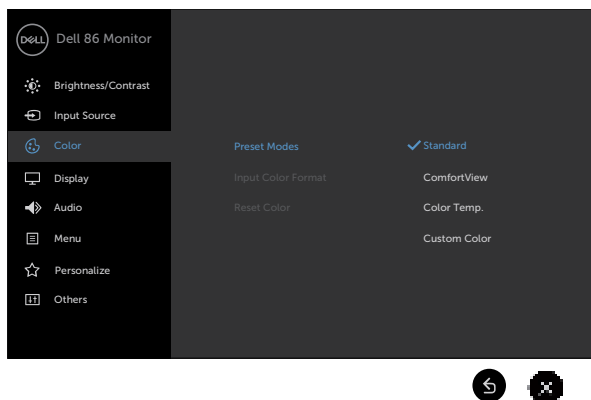 DELL Dell 86 Monitor
Brightness/Contrast
Input Source
Color Preset Modes Standard
Display Input Color Format ComfortView
Audio Reset Color Color Temp.
Menu Custom Color
Personalize
Others